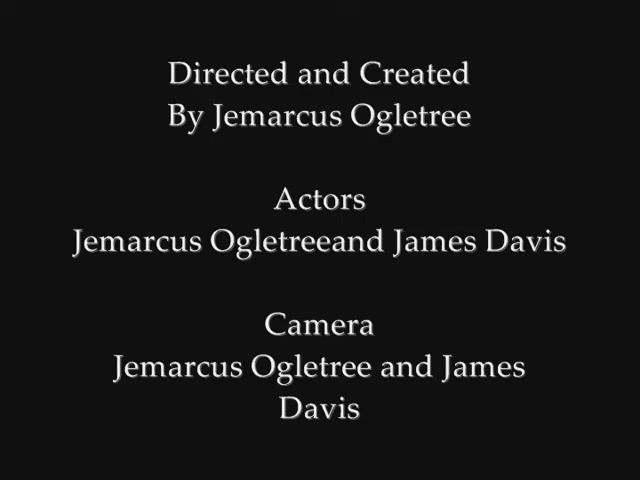 Directed and Created
By Jemarcus Ogletree
Actors
Jemarcus Ogletreeand James Davis
Camera
Jemarcus Ogletree and James
Davis